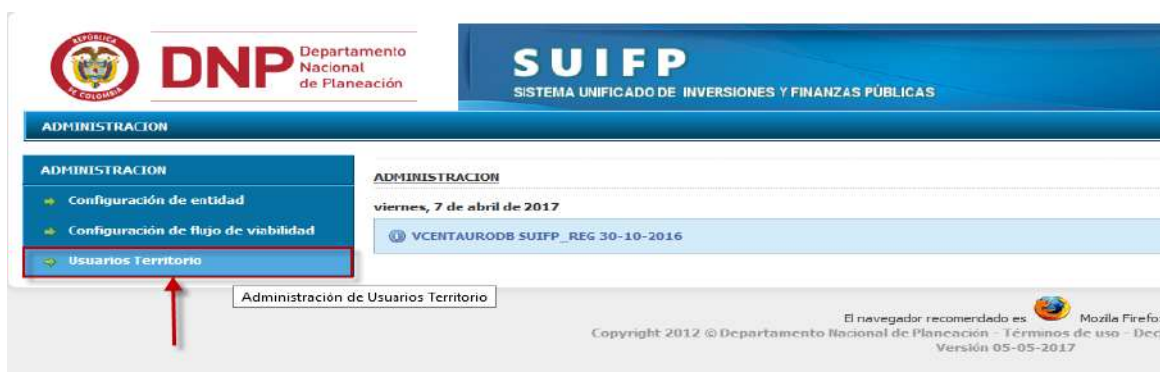 REPÚBLICA
DE COLOMBIA
DNP
Departamento
Nacional
de Planeación
SUIFP
SISTEMA UNIFICADO DE INVERSIONES Y FINANZAS PÚBLICAS
ADMINISTRACION
ADMINISTRACION
Configuración de entidad
Configuración de flujo de viabilidad
Usuarios Territorio
Administración de Usuarios Territorio
ADMINISTRACION
viernes, 7 de abril de 2017
VCENTAURODB SUIFP_REG 30-10-2016
El navegador recomendado es Mozila Firefo
Copyright 2012 © Departamento Nacional de Planeación - Términos de uso - Dec
Versión 05-05-2017